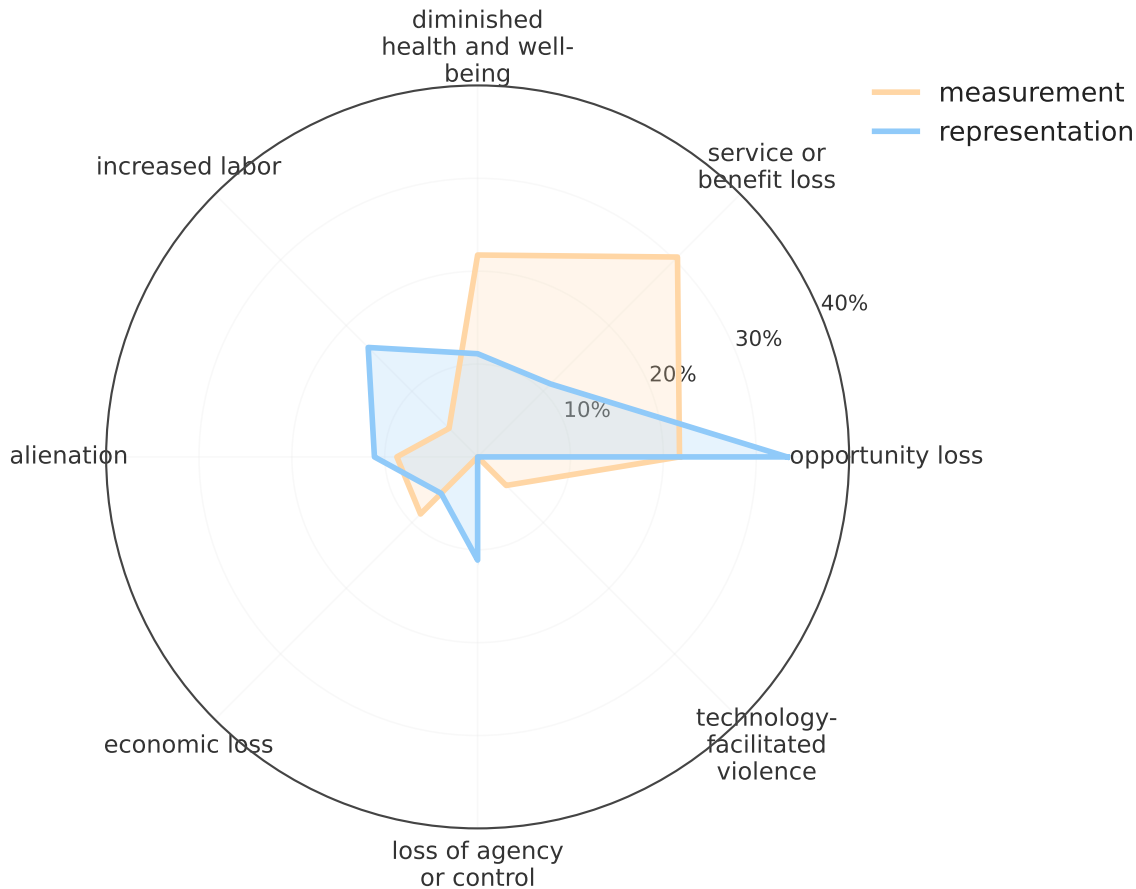 diminished
health and well-
being
measurement
representation
service or
benefit loss
increased labor
40%
30%
20%
10%
alienation
opportunity loss
technology-
facilitated
violence
economic loss
loss of agency
or control